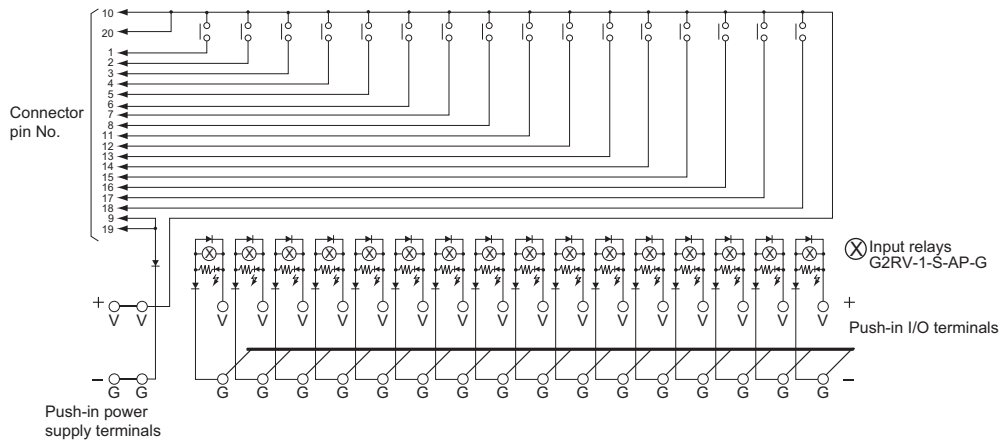 10
20
1
2
3
4
5
6
7
8
11
12
13
14
15
16
17
18
9
19
Connector
pin No.
Input relays
G2RV-1-S-AP-G
+
V V
V V V V V V V V V V V V V V V V
+
Push-in I/O terminals
−
G G
G G G G G G G G G G G G G G G G
−
Push-in power
supply terminals